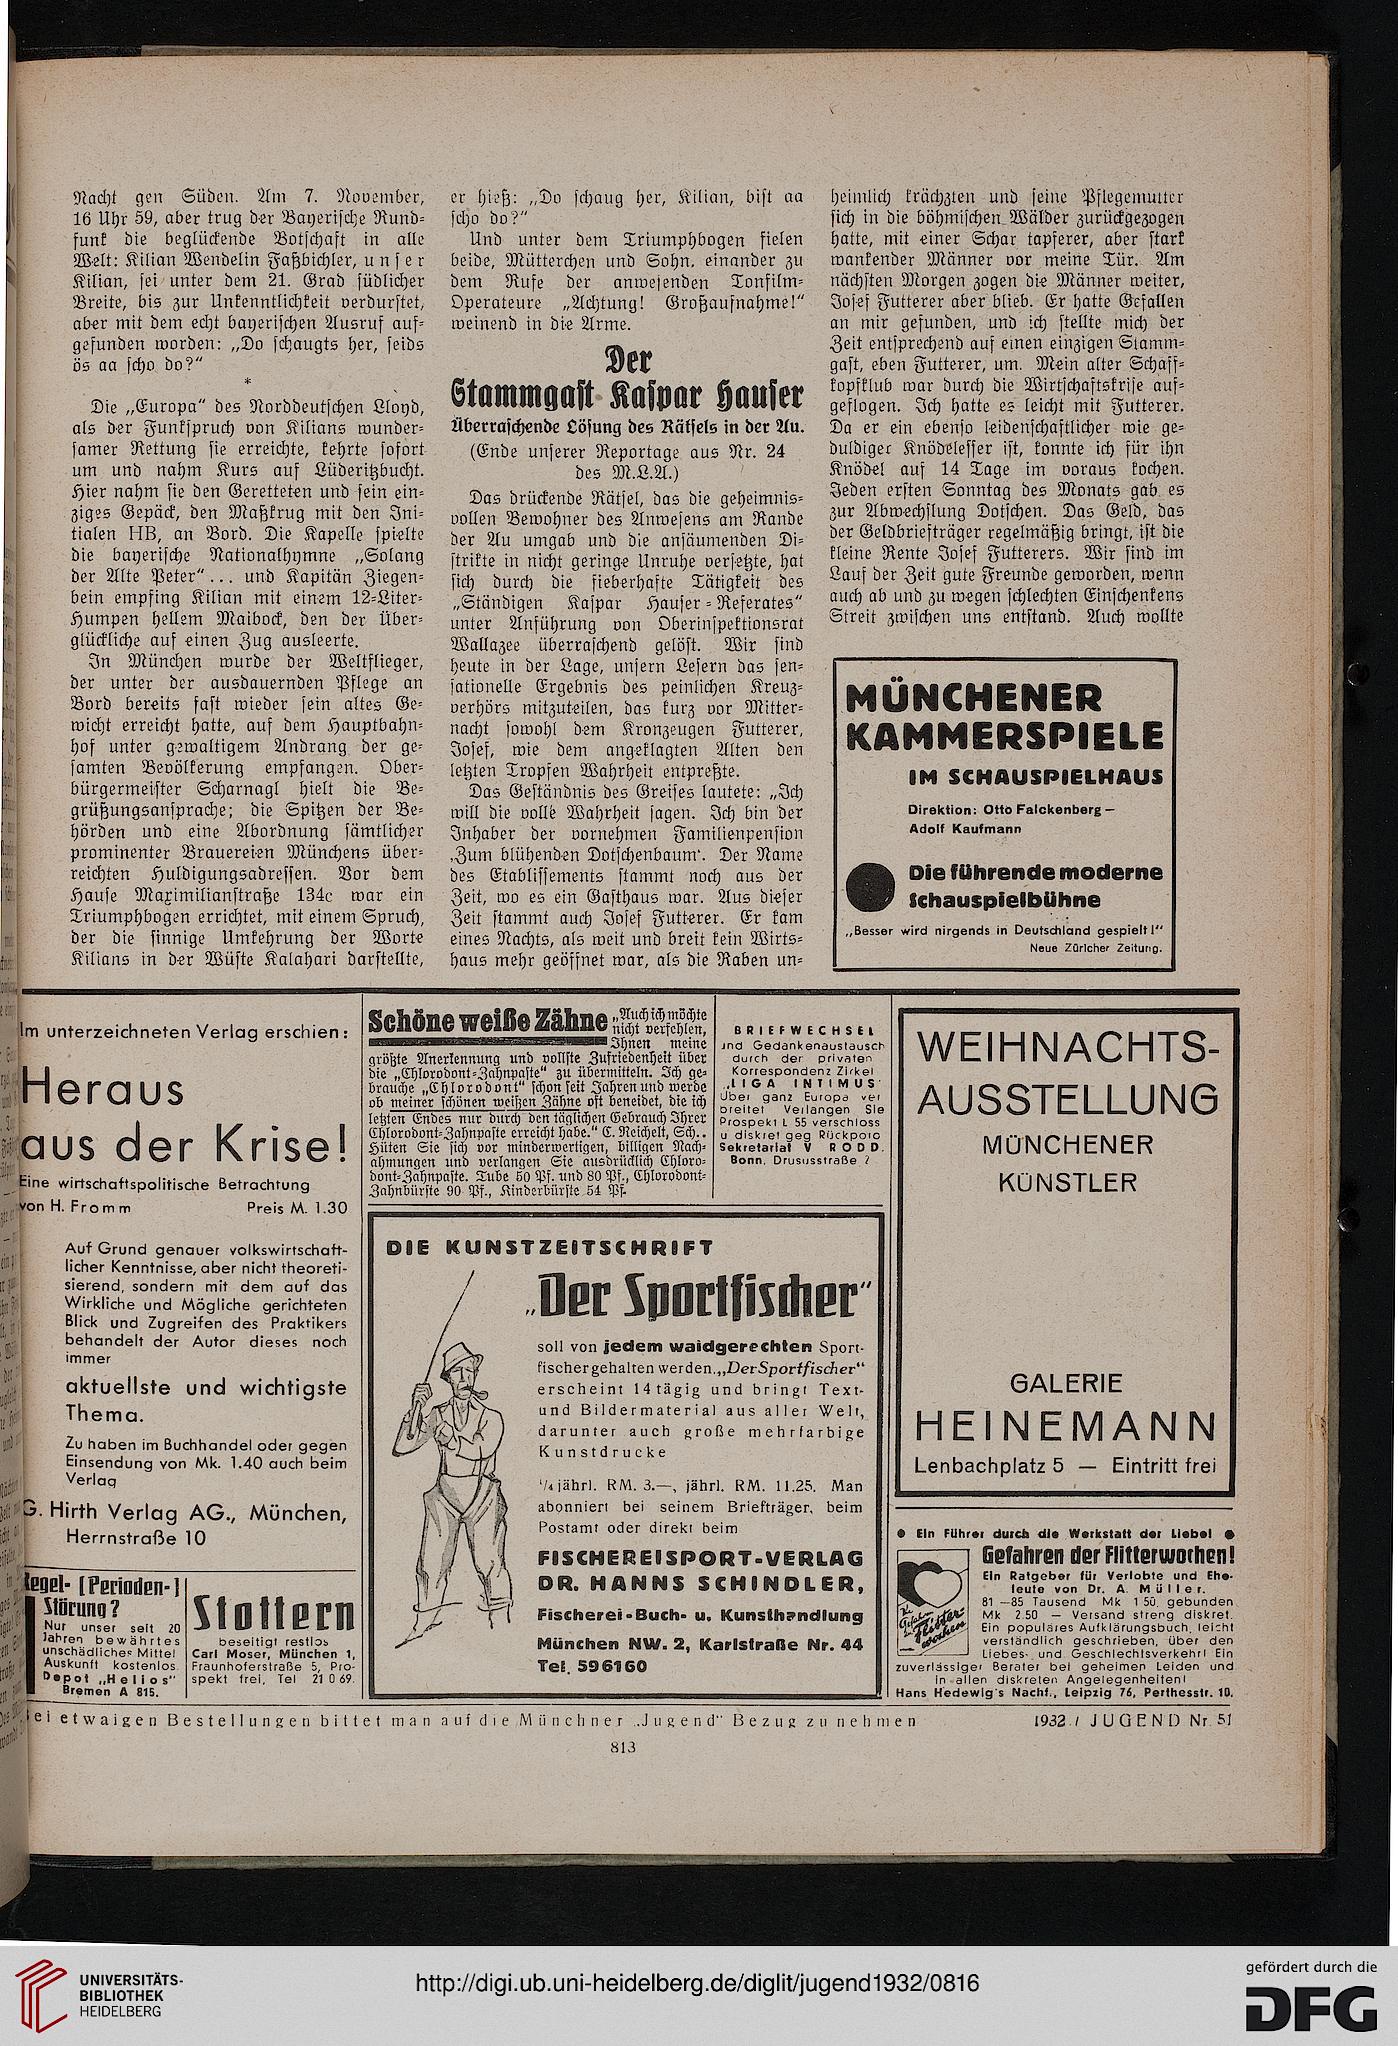 Nacht gen Süden. Am 7. November,
16 Uhr 59, aber trug der Bayerische Rund-
funk die beglückende Botschaft in alle
Welt: Kilian Wendelin Faßbichler, unser
Kilian, sei unter dem 21. Grad südlicher
Breite, bis zur Unkenntlichkeit verdurstet,
aber mit dem echt bayerischen Ausruf auf-
gefunden worden: „Do schaugts her, seids
ös aa scho do?“
*
Die „Europa“ des Norddeutschen Lloyd,
als der Funkspruch von Kilians wunder-
samer Rettung sie erreichte, kehrte sofort
um und nahm Kurs auf Lüderitzbucht.
Hier nahm sie den Geretteten und sein ein-
ziges Gepäck, den Maßkrug mit den Ini-
tialen HB, an Bord. Die Kapelle spielte
die bayerische Nationalhymne „Solang
der Alte Peter“... und Kapitän Ziegen-
bein empfing Kilian mit einem 12-Liter-
Humpen hellem Maibock, den der Über-
glückliche auf einen Zug ausleerte.
In München wurde der Weltflieger,
der unter der ausdauernden Pflege an
Bord bereits fast wieder sein altes Ge-
wicht erreicht hatte, auf dem Hauptbahn-
hof unter gewaltigem Andrang der ge-
samten Bevölkerung empfangen. Ober-
bürgermeister Scharnagl hielt die Be-
grüßungsansprache; die Spitzen der Be-
hörden und eine Abordnung sämtlicher
prominenter Brauereien Münchens über-
reichten Huldigungsadressen. Vor dem
Hause Maximilianstraße 134c war ein
Triumphbogen errichtet, mit einem Spruch,
der die sinnige Umkehrung der Worte
Kilians in der Wüste Kalahari darstellte,
er hieß: „Do schaug her, Kilian, bist aa
scho do?“
Und unter dem Triumphbogen fielen
beide, Mütterchen und Sohn, einander zu
dem Rufe der anwesenden Tonfilm-
Operateure „Achtung! Großaufnahme!“
weinend in die Arme.
Der
Stammgast Kaspar Hauser
Überraschende Lösung des Rätsels in der Au.
(Ende unserer Reportage aus Nr. 24
des M.L.A.)
Das drückende Rätsel, das die geheimnis-
vollen Bewohner des Anwesens am Rande
der Au umgab und die ansäumenden Di-
strikte in nicht geringe Unruhe versetzte, hat
sich durch die fieberhafte Tätigkeit des
„Ständigen Kaspar Hauser-Referates“
unter Anführung von Oberinspektionsrat
Wallazee überraschend gelöst. Wir sind
heute in der Lage, unsern Lesern das sen-
sationelle Ergebnis des peinlichen Kreuz-
verhörs mitzuteilen, das kurz vor Mitter-
nacht sowohl dem Kronzeugen Futterer,
Josef, wie dem angeklagten Alten den
letzten Tropfen Wahrheit entpreßte.
Das Geständnis des Greises lautete: „Ich
will die volle Wahrheit sagen. Ich bin der
Inhaber der vornehmen Familienpension
‚Zum blühenden Dotschenbaum‘. Der Name
des Etablissements stammt noch aus der
Zeit, wo es ein Gasthaus war. Aus dieser
Zeit stammt auch Josef Futterer. Er kam
eines Nachts, als weit und breit kein Wirts-
haus mehr geöffnet war, als die Raben un-
heimlich krächzten und seine Pflegemutter
sich in die böhmischen Wälder zurückgezogen
hatte, mit einer Schar tapferer, aber stark
wankender Männer vor meine Tür. Am
nächsten Morgen zogen die Männer weiter,
Josef Futterer aber blieb. Er hatte Gefallen
an mir gefunden, und ich stellte mich der
Zeit entsprechend auf einen einzigen Stamm-
gast, eben Futterer, um. Mein alter Schaff-
kopfklub war durch die Wirtschaftskrise auf-
geflogen. Ich hatte es leicht mit Futterer.
Da er ein ebenso leidenschaftlicher wie ge-
duldiger Knödelesser ist, konnte ich für ihn
Knödel auf 14 Tage im voraus kochen.
Jeden ersten Sonntag des Monats gab es
zur Abwechslung Dotschen. Das Geld, das
der Geldbriefträger regelmäßig bringt, ist die
kleine Rente Josef Futterers. Wir sind im
Lauf der Zeit gute Freunde geworden, wenn
auch ab und zu wegen schlechten Einschenkens
Streit zwischen uns entstand. Auch wollte
MÜNCHENER
KAMMERSPIELE
IM SCHAUSPIELHAUS
Direktion: Otto Falckenberg —
Adolf Kaufmann
Die führende moderne
Schauspielbühne
„Besser wird nirgends in Deutschland gespielt!“
Neue Züricher Zeitung.
Im unterzeichneten Verlag erschien:
Heraus
aus der Krise!
Eine wirtschaftspolitische Betrachtung
von H. Fromm Preis M. 1.30
Auf Grund genauer volkswirtschaft-
licher Kenntnisse, aber nicht theoreti-
sierend, sondern mit dem auf das
Wirkliche und Mögliche gerichteten
Blick und Zugreifen des Praktikers
behandelt der Autor dieses noch
immer
aktuellste und wichtigste
Thema.
Zu haben im Buchhandel oder gegen
Einsendung von Mk. 1.40 auch beim
Verlag
G. Hirth Verlag AG., München,
Herrnstraße 10
Regel- (Perioden-)
Störung?
Nur unser seit 20
Jahren bewährtes
unschädliches Mittel
Auskunft kostenlos.
Depot „Helios“
Bremen A 815.
Stottern
beseitigt restlos
Carl Moser, München 1,
Fraunhoferstraße 5, Pro-
spekt frei, Tel 21 0 69.
Schöne weiße Zähne „Auch ich möchte
nicht verfehlen,
Ihnen meine
größte Anerkennung und vollste Zufriedenheit über
die „Chlorodont-Zahnpaste“ zu übermitteln. Ich ge-
brauche „Chlorodont“ schon seit Jahren und werde
ob meiner schönen weißen Zähne oft beneidet, die ich
letzten Endes nur durch den täglichen Gebrauch Ihrer
Chlorodont-Zahnpaste erreicht habe.“ C. Reichelt, Sch..
Hüten Sie sich vor minderwertigen, billigen Nach-
ahmungen und verlangen Sie ausdrücklich Chloro-
dont-Zahnpaste. Tube 50 Pf. und 80 Pf., Chlorodont-
Zahnbürste 90 Pf., Kinderbürste 54 Pf.
BRIEFWECHSEL
und Gedankenaustausch
durch der privaten
Korrespondenz Zirkel
„LIGA INTIMUS
Über ganz Europa ver
breitet Verlangen Sie
Prospekt L 55 verschloss
u diskret geg Rückporto
Sekretariat V RODD.
Bonn, Drususstraße 7
DIE KUNSTZEITSCHRIFT
„Der Sportfischer“
soll von jedem waidgerechten Sport-
fischer gehalten werden. „Der Sportfischer“
erscheint 14tägig und bringt Text-
und Bildermaterial aus aller Welt,
darunter auch große mehrfarbige
Kunstdrucke
¼jährl. RM. 3.—, jährl. RM. 11.25. Man
abonniert bei seinem Briefträger, beim
Postamt oder direkt beim
FISCHEREISPORT-VERLAG
DR. HANNS SCHINDLER,
Fischerei-Buch- u. Kunsthandlung
München NW. 2, Karlstraße Nr. 44
Tel. 596160
WEIHNACHTS-
AUSSTELLUNG
MÜNCHENER
KÜNSTLER
GALERIE
HEINEMANN
Lenbachplatz 5 — Eintritt frei
● Ein Führer durch die Werkstatt der Liebe! ●
Gefahren der Flitterwochen!
Ein Ratgeber für Verlobte und Ehe-
leute von Dr. A. Müller.
81—85 Tausend Mk 1 50, gebunden
Mk 2.50 — Versand streng diskret.
Ein populäres Aufklärungsbuch, leicht
verständlich geschrieben, über den
Liebes- und Geschlechtsverkehr! Ein
zuverlässiger Berater bei geheimen Leiden und
in allen diskreten Angelegenheiten!
Hans Hedewig's Nachf., Leipzig 76, Perthesstr. 10.
Die
Gefahren
der
Flitter-
wochen
Bei etwaigen Bestellungen bittet man auf die Münchner „Jugend“ Bezug zu nehmen
1932 / JUGEND Nr. 51
813
UNIVERSITÄTS-
BIBLIOTHEK
HEIDELBERG
http://digi.ub.uni-heidelberg.de/diglit/jugend1932/0816
gefördert durch die
DFG